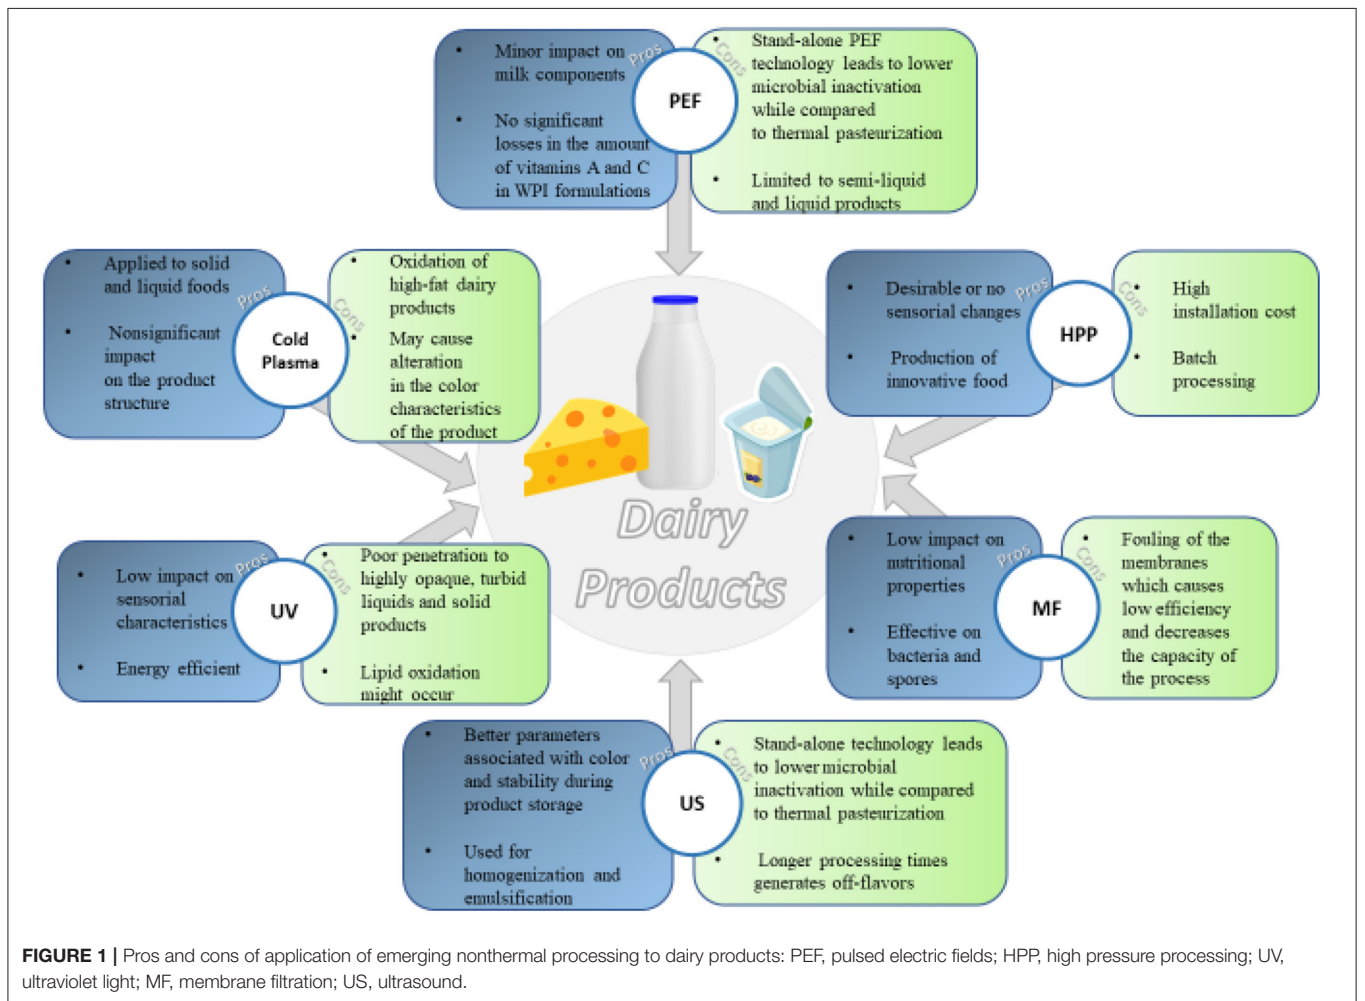 • Minor impact on
milk components
• No significant
losses in the amount
of vitamins A and C
in WPI formulations
Pros
PEF
Cons
• Stand-alone PEF
technology leads to lower
microbial inactivation
while compared
to thermal pasteurization
• Limited to semi-liquid
and liquid products
• Applied to solid
and liquid foods
• Nonsignificant
impact
on the product
structure
Pros
Cold
Plasma
Cons
• Oxidation of
high-fat dairy
products
• May cause
alteration
in the color
characteristics
of the product
• Desirable or no
sensorial changes
• Production of
innovative food
Pros
HPP
Cons
• High
installation cost
• Batch
processing
Dairy
Products
• Low impact on
sensorial
characteristics
• Energy efficient
Pros
UV
Cons
• Poor penetration to
highly opaque, turbid
liquids and solid
products
• Lipid oxidation
might occur
• Low impact on
nutritional
properties
• Effective on
bacteria and
spores
Pros
MF
Cons
• Fouling of the
membranes
which causes
low efficiency
and decreases
the capacity of
the process
• Better parameters
associated with color
and stability during
product storage
• Used for
homogenization and
emulsification
Pros
US
Cons
• Stand-alone technology leads
to lower microbial
inactivation while compared
to thermal pasteurization
• Longer processing times
generates off-flavors
FIGURE 1 | Pros and cons of application of emerging nonthermal processing to dairy products: PEF, pulsed electric fields; HPP, high pressure processing; UV,
ultraviolet light; MF, membrane filtration; US, ultrasound.